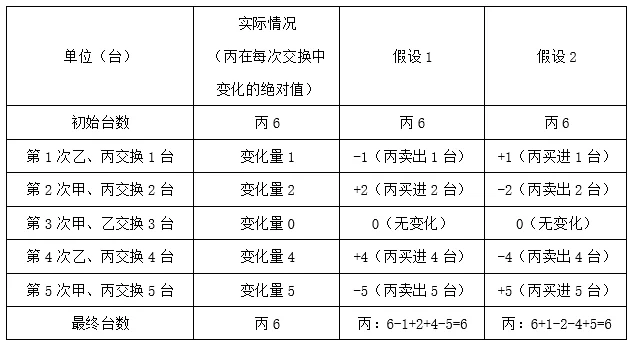 单位（台） 实际情况 假设 1 假设 2
（丙在每次交换中
变化的绝对值）
初始台数 丙 6 丙 6 丙 6
第 1 次乙、丙交换 1 台 变化量 1 -1（丙卖出 1 台） +1（丙买进 1 台）
第 2 次甲、丙交换 2 台 变化量 2 +2（丙买进 2 台） -2（丙卖出 2 台）
第 3 次甲、乙交换 3 台 变化量 0 0（无变化） 0（无变化）
第 4 次乙、丙交换 4 台 变化量 4 +4（丙买进 4 台） -4（丙卖出 4 台）
第 5 次甲、丙交换 5 台 变化量 5 -5（丙卖出 5 台） +5（丙买进 5 台）
最终台数 丙 6 丙：6-1+2+4-5=6 丙：6+1-2-4+5=6